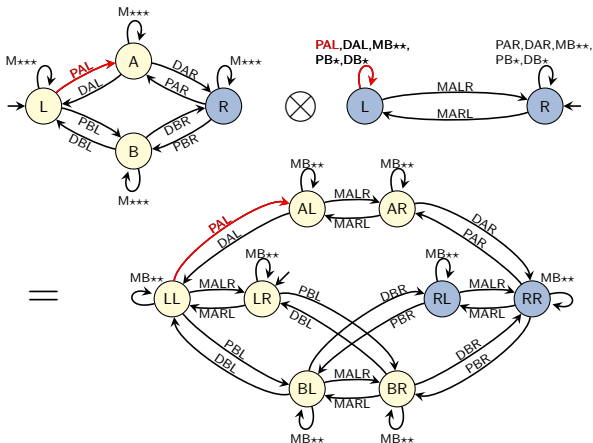 M⋆⋆⋆
M⋆⋆⋆
M⋆⋆⋆
A
PAL
DAR
DAL
PAR
L
R
PBL
DBR
DBL
PBR
B
M⋆⋆⋆
⊗
PAL,DAL,MB⋆⋆,
PB⋆,DB⋆
PAR,DAR,MB⋆⋆,
PB⋆,DB⋆
MALR
L
R
MARL
=
MB⋆⋆
MB⋆⋆
MALR
AL
AR
MARL
PAL
DAL
DAR
PAR
MB⋆⋆
MB⋆⋆
MB⋆⋆
MB⋆⋆
MALR
LL
LR
MARL
PBL
DBL
DBR
PBR
MALR
RL
RR
MARL
PBL
DBL
DBR
PBR
MALR
BL
BR
MARL
MB⋆⋆
MB⋆⋆